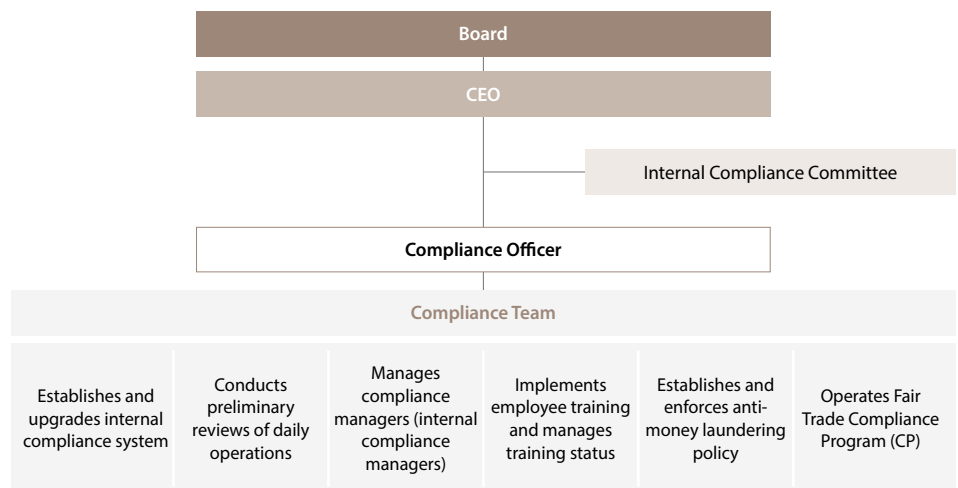 Board
CEO
Internal Compliance Committee
Compliance Officer
Compliance Team
Establishes and
upgrades internal
compliance system
Conducts
preliminary
reviews of daily
operations
Manages
compliance
managers (internal
compliance
managers)
Implements
employee training
and manages
training status
Establishes and
enforces anti-
money laundering
policy
Operates Fair
Trade Compliance
Program (CP)